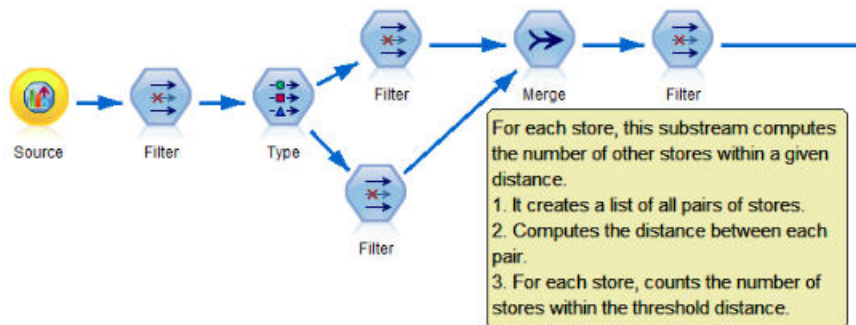 Filter
Merge
Filter
Source
Filter
Type
Filter
For each store, this substream computes
the number of other stores within a given
distance.
1. It creates a list of all pairs of stores.
2. Computes the distance between each
pair.
3. For each store, counts the number of
stores within the threshold distance.